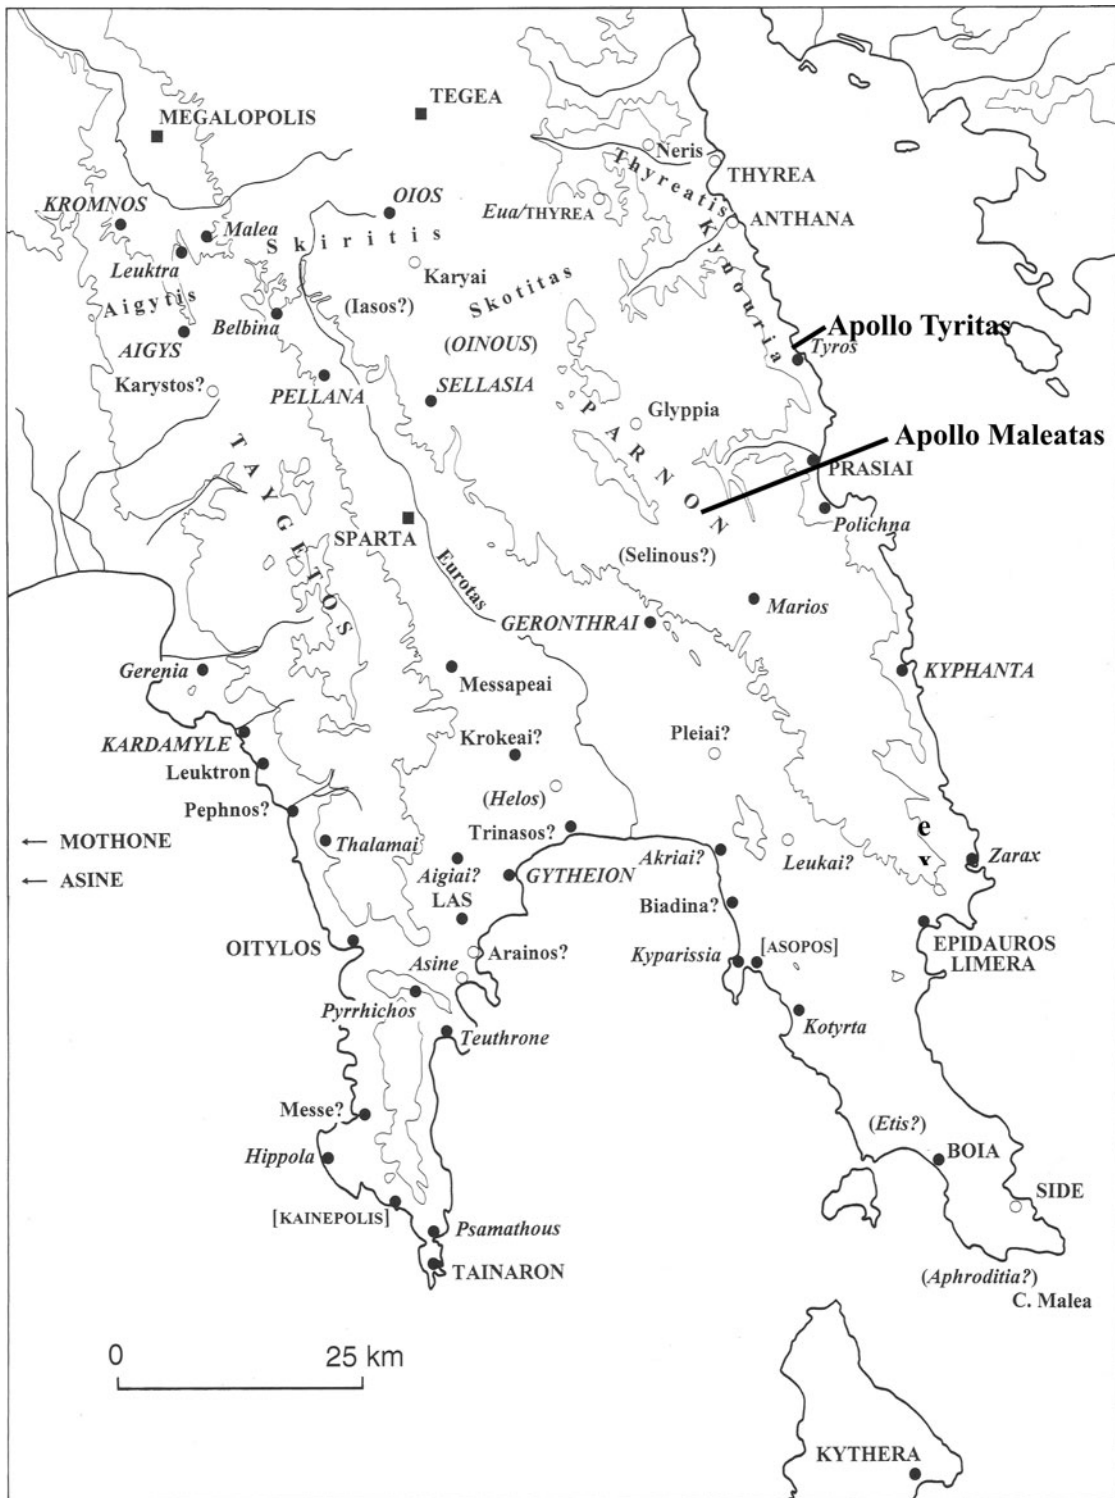 TEGEA
MEGALOPOLIS
Neris
THYREA
Thyreatis
KROMNOS
OIOS
Eua/THYREA
ANTHANA
Malea
Skiritis
Kynouria
Leuktra
Karyai
Skotitas
Aigytis
(Iasos?)
Belbina
Apollo Tyritas
Tyros
AIGYS
(OINOUS)
Karystos?
PELLANA
SELLASIA
PARNON
Glyppia
Apollo Maleatas
TAYGETOS
PRASIAI
Polichna
SPARTA
Eurotas
(Selinous?)
Marios
GERONTHRAI
Gerenia
Messapeai
KYPHANTA
KARDAMYLE
Krokeai?
Pleiai?
Leuktron
Pephnos?
(Helos)
Trinasos?
e
x
← MOTHONE
Thalamai
Akriai?
Leukai?
Zarax
← ASINE
Aigiai?
GYTHEION
LAS
Biadina?
OITYLOS
Arainos?
Kyparissia
[ASOPOS]
EPIDAUROS
LIMERA
Asine
Pyrrhichos
Teuthrone
Kotyrta
Messe?
Hippola
(Etis?)
BOIA
[KAINEPOLIS]
Psamathous
SIDE
TAINARON
(Aphroditia?)
C. Malea
0 25 km
KYTHERA